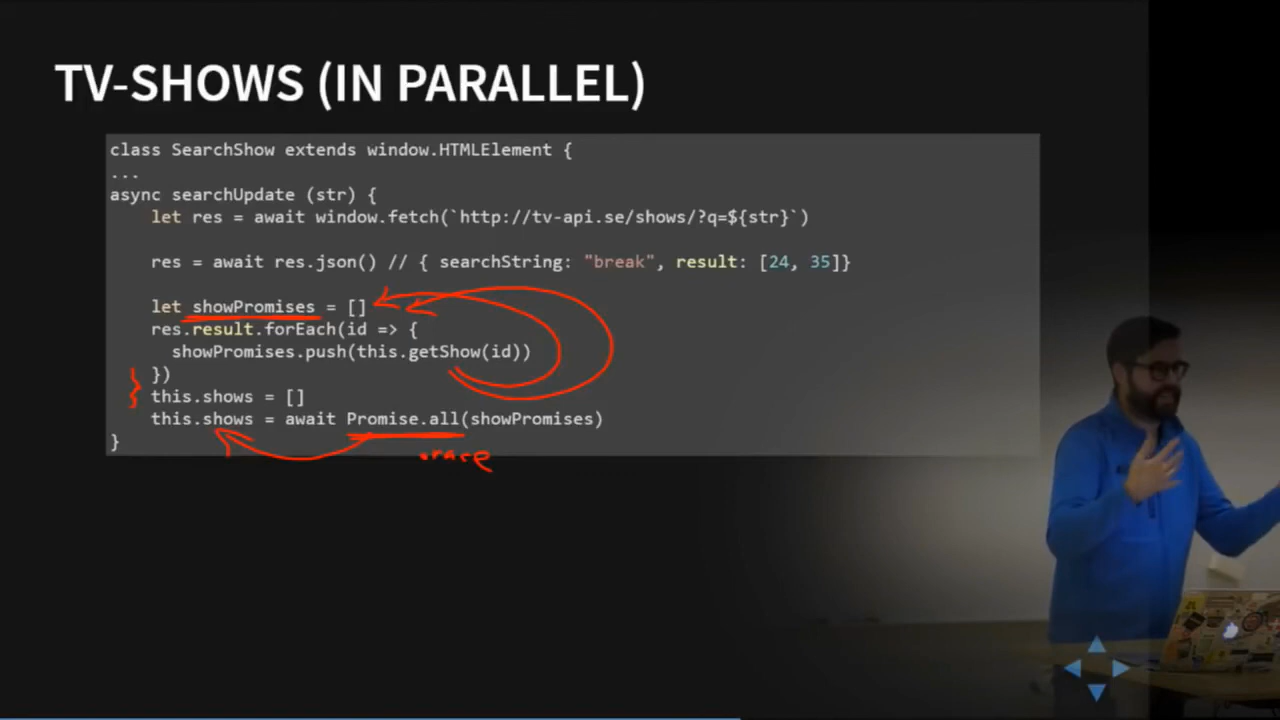 TV-SHOWS (IN PARALLEL)
class SearchShow extends window.HTMLElement {
...
async searchUpdate (str) {
let res = await window.fetch(`http://tv-api.se/shows/?q=${str}`)
res = await res.json() // { searchString: "break", result: [24, 35]}
let showPromises = []
res.result.forEach(id => {
showPromises.push(this.getShow(id))
})
this.shows = []
this.shows = await Promise.all(showPromises)
}
.race